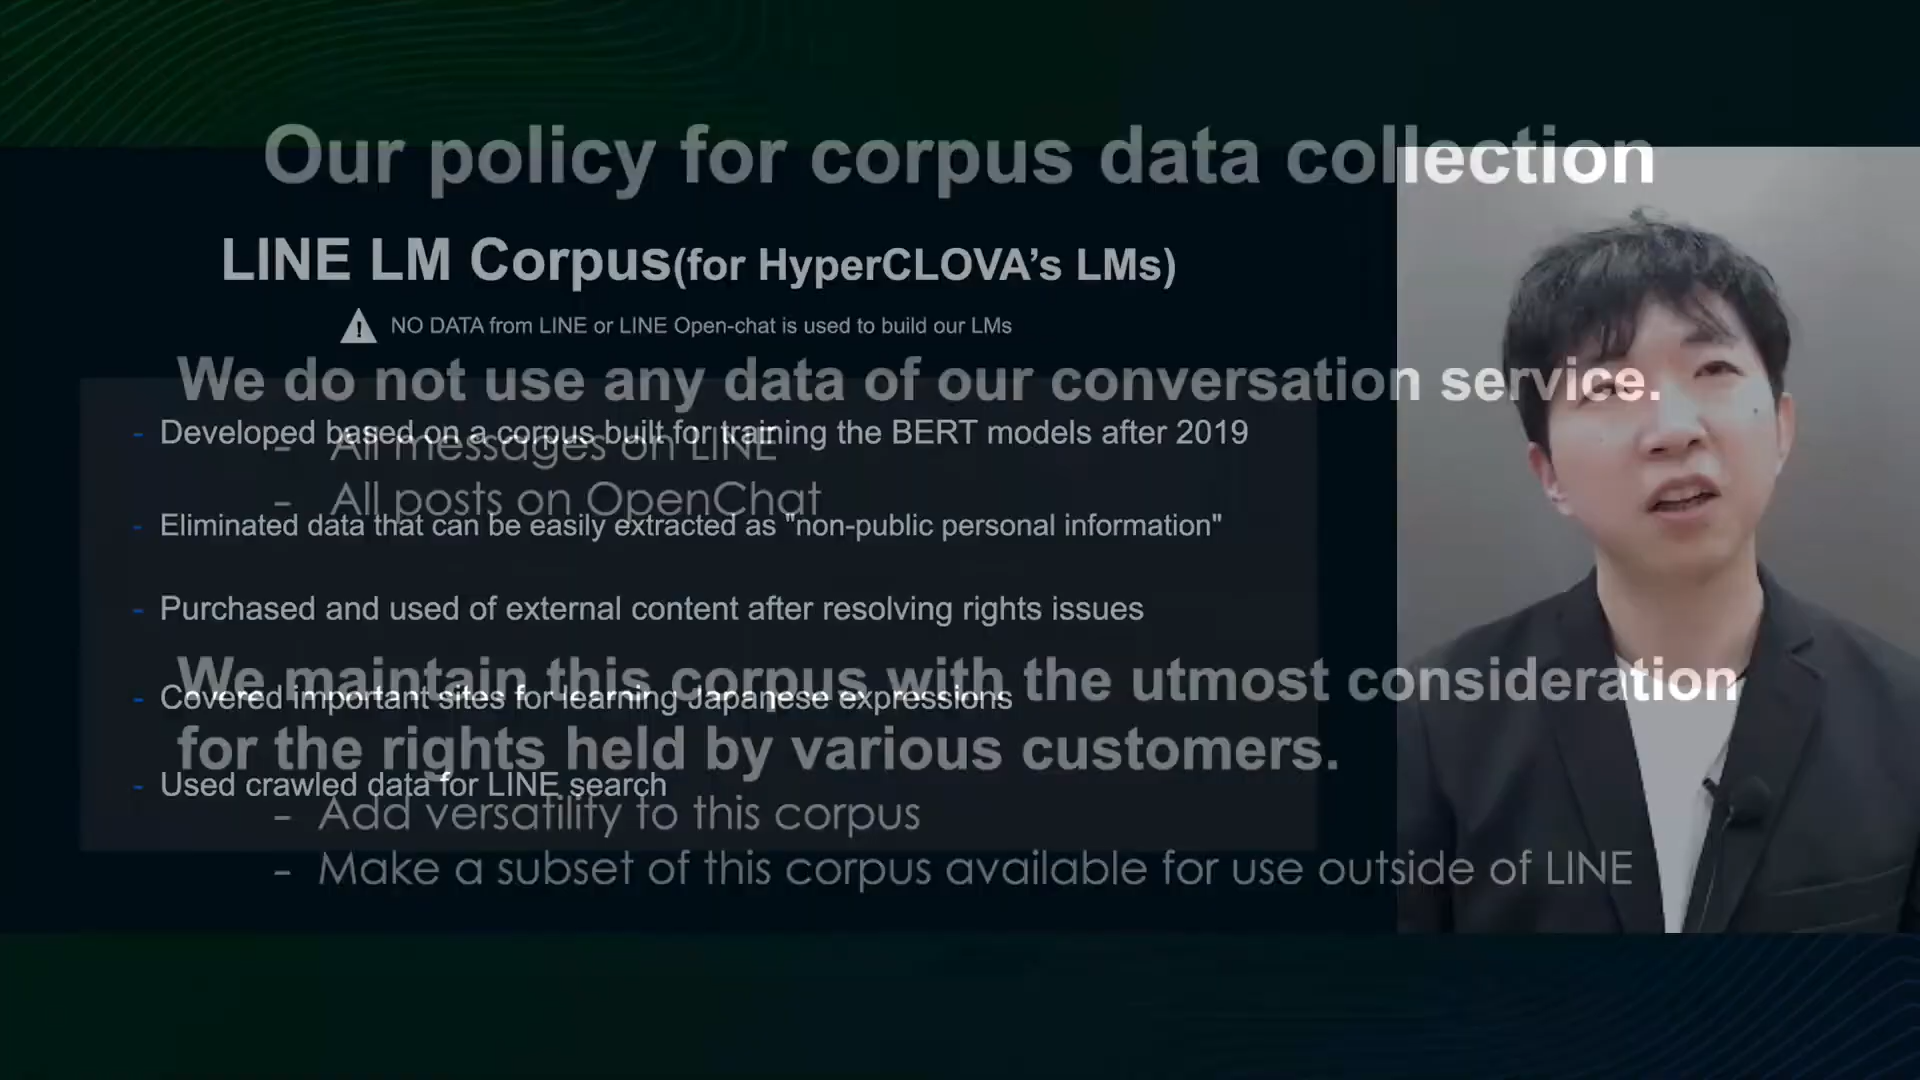 Our policy for corpus data collection
LINE LM Corpus(for HyperCLOVA's LMs)
NO DATA from LINE or LINE Open-chat is used to build our LMs
We do not use any data of our conversation service.
- Developed based on a corpus built for training the BERT models after 2019
- All messages on LINE
- All posts on OpenChat
- Eliminated data that can be easily extracted as "non-public personal information"
- Purchased and used of external content after resolving rights issues
We maintain this corpus with the utmost consideration
- Covered important sites for learning Japanese expressions
for the rights held by various customers.
- Used crawled data for LINE search
- Add versatility to this corpus
- Make a subset of this corpus available for use outside of LINE